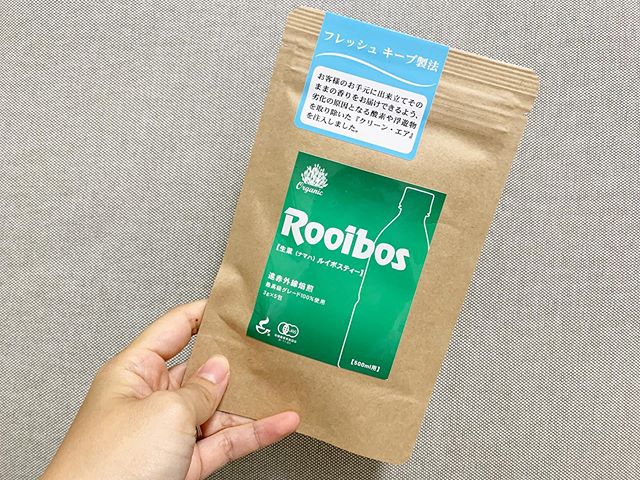 フレッシュ キープ製法
お客様のお手元に出来立てその
ままの香りをお届けできるよう、
劣化の原因となる酸素や浮遊物
を取り除いた『クリーン・エア』
を注入しました。
Organic
Rooibos
【生葉（ナマハ）ルイボスティー】
遠赤外線焙煎
最高級グレード100%使用
3g×5包
【500ml用】